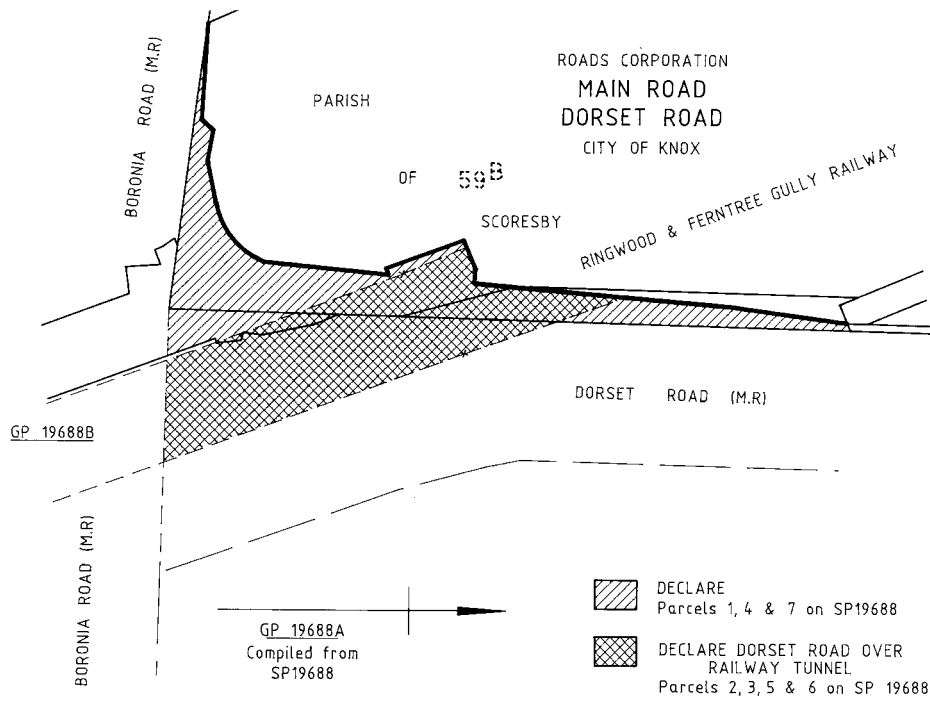 ROADS CORPORATION
MAIN ROAD
DORSET ROAD
CITY OF KNOX
BORONIA ROAD (M.R)
PARISH
OF 59B
SCORESBY
RINGWOOD & FERNTREE GULLY RAILWAY
DORSET ROAD (M.R)
GP 19688B
BORONIA ROAD (M.R)
GP 19688A
Compiled from
SP19688
DECLARE
Parcels 1, 4 & 7 on SP19688
DECLARE DORSET ROAD OVER
RAILWAY TUNNEL
Parcels 2, 3, 5 & 6 on SP 19688